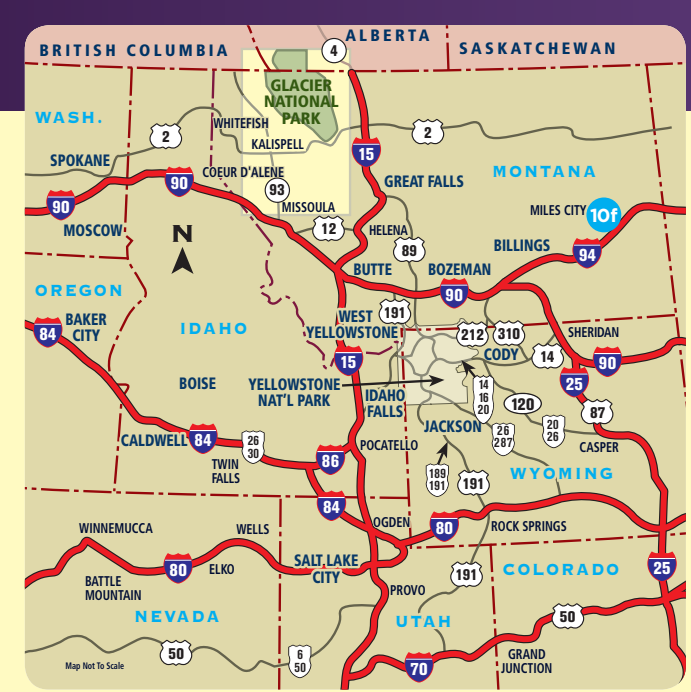 BRITISH COLUMBIA
4
ALBERTA
SASKATCHEWAN
GLACIER
NATIONAL
PARK
WASH.
WHITEFISH
2
15
2
KALISPELL
SPOKANE
COEUR D'ALENE
MONTANA
90
90
93
GREAT FALLS
MISSOULA
MILES CITY
10f
MOSCOW
N
12
HELENA
89
BILLINGS
94
BUTTE
BOZEMAN
OREGON
90
191
WEST
YELLOWSTONE
BAKER
CITY
84
IDAHO
212
310
SHERIDAN
15
CODY
14
90
BOISE
YELLOWSTONE
NAT'L PARK
IDAHO
FALLS
14
16
20
25
120
87
JACKSON
CALDWELL
84
26
30
26
287
20
26
POCATELLO
CASPER
86
TWIN
FALLS
189
191
191
WYOMING
84
OGDEN
80
ROCK SPRINGS
WINNEMUCCA
WELLS
80
ELKO
SALT LAKE
CITY
191
COLORADO
25
BATTLE
MOUNTAIN
PROVO
NEVADA
UTAH
50
50
6
50
GRAND
JUNCTION
Map Not To Scale
70